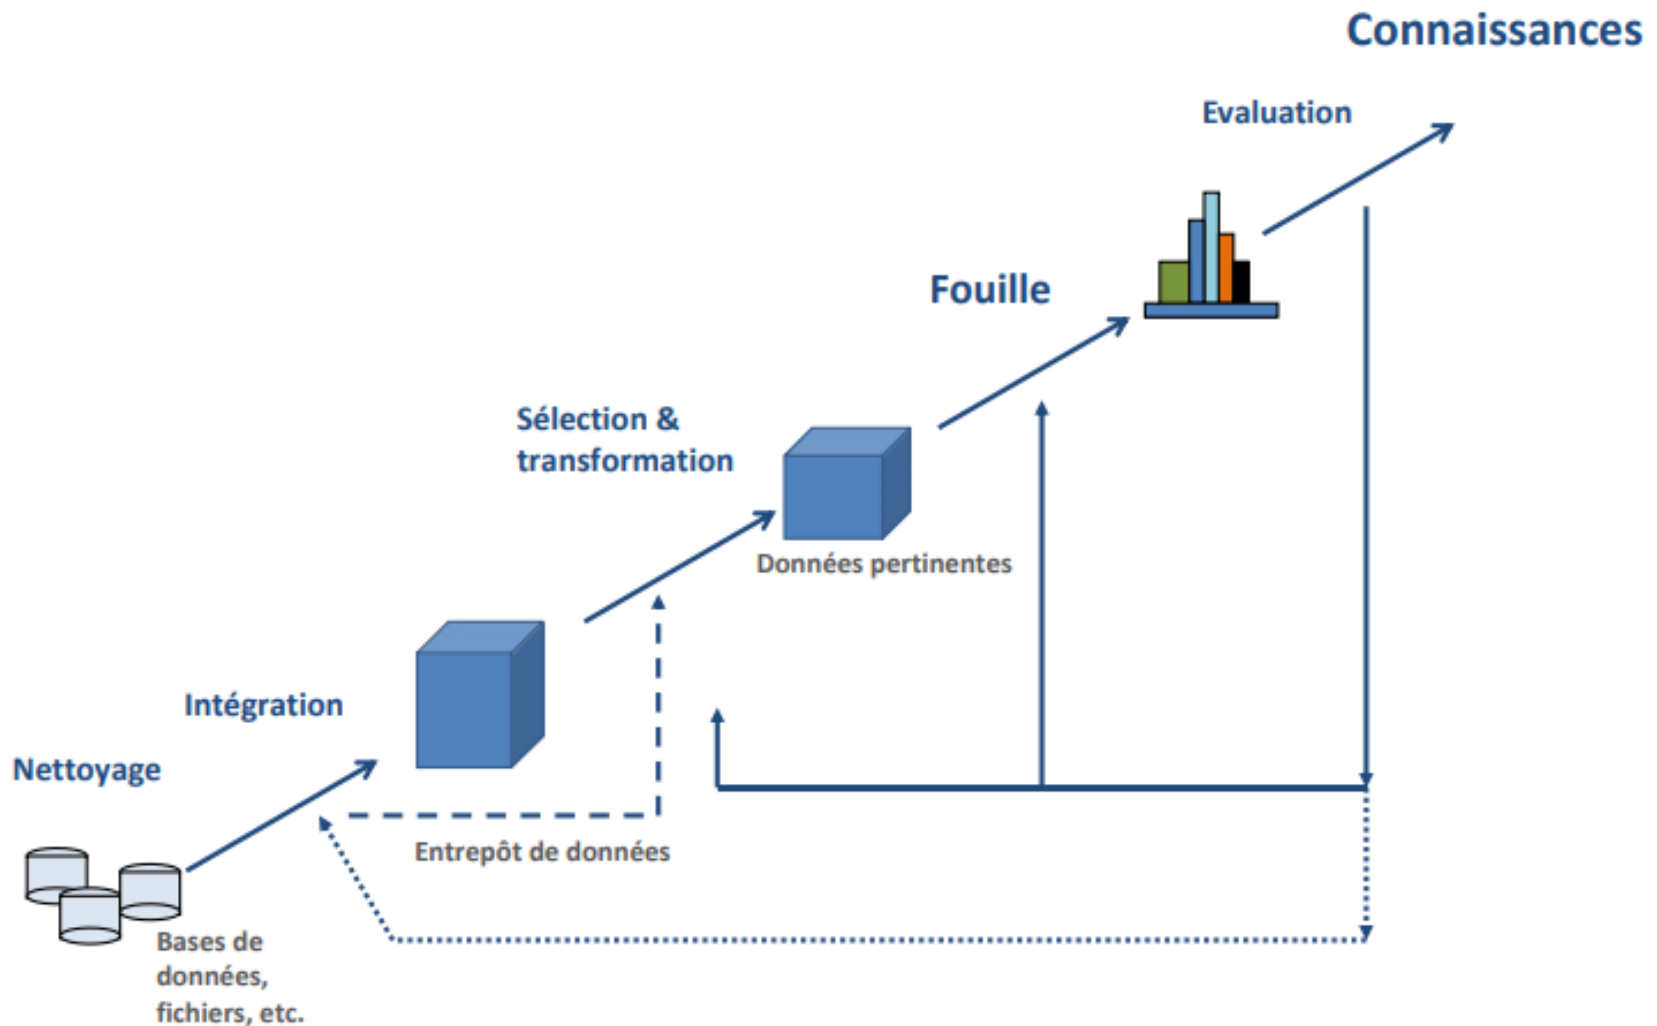 Connaissances
Evaluation
Fouille
Sélection &
transformation
Données pertinentes
Intégration
Nettoyage
Entrepôt de données
Bases de
données,
fichiers, etc.